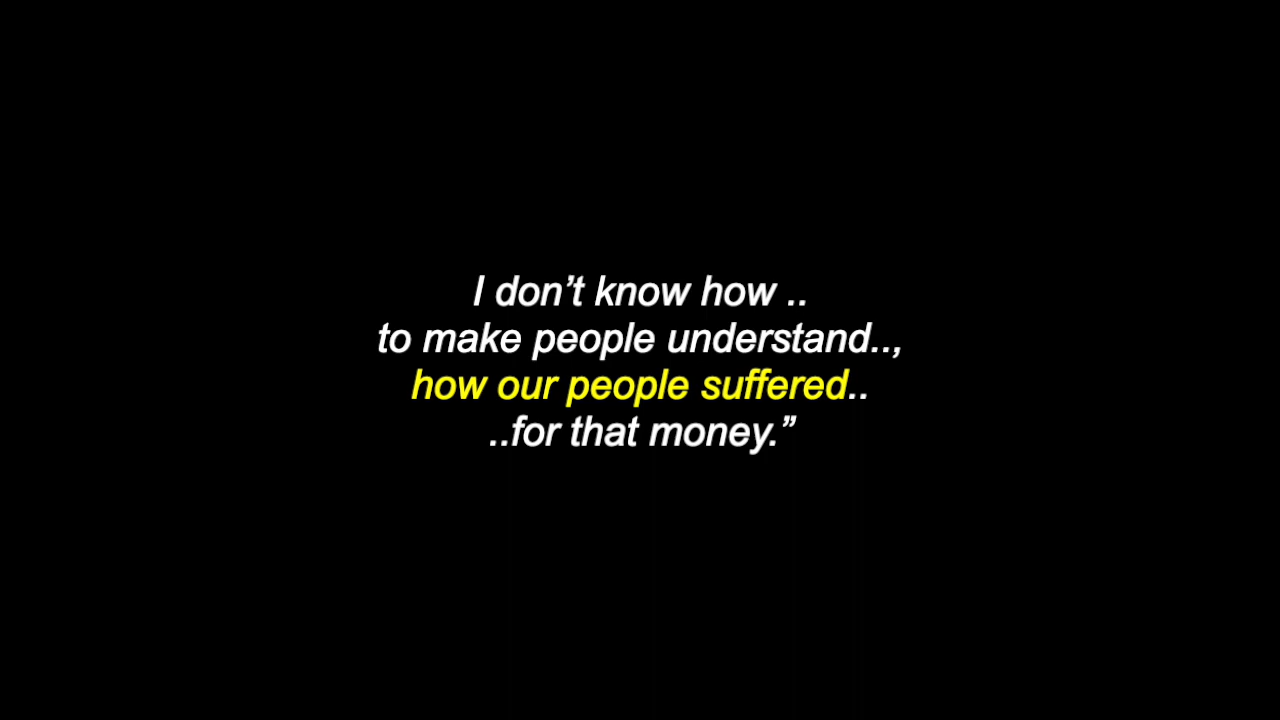 I don’t know how ..
to make people understand..,
how our people suffered..
..for that money.”